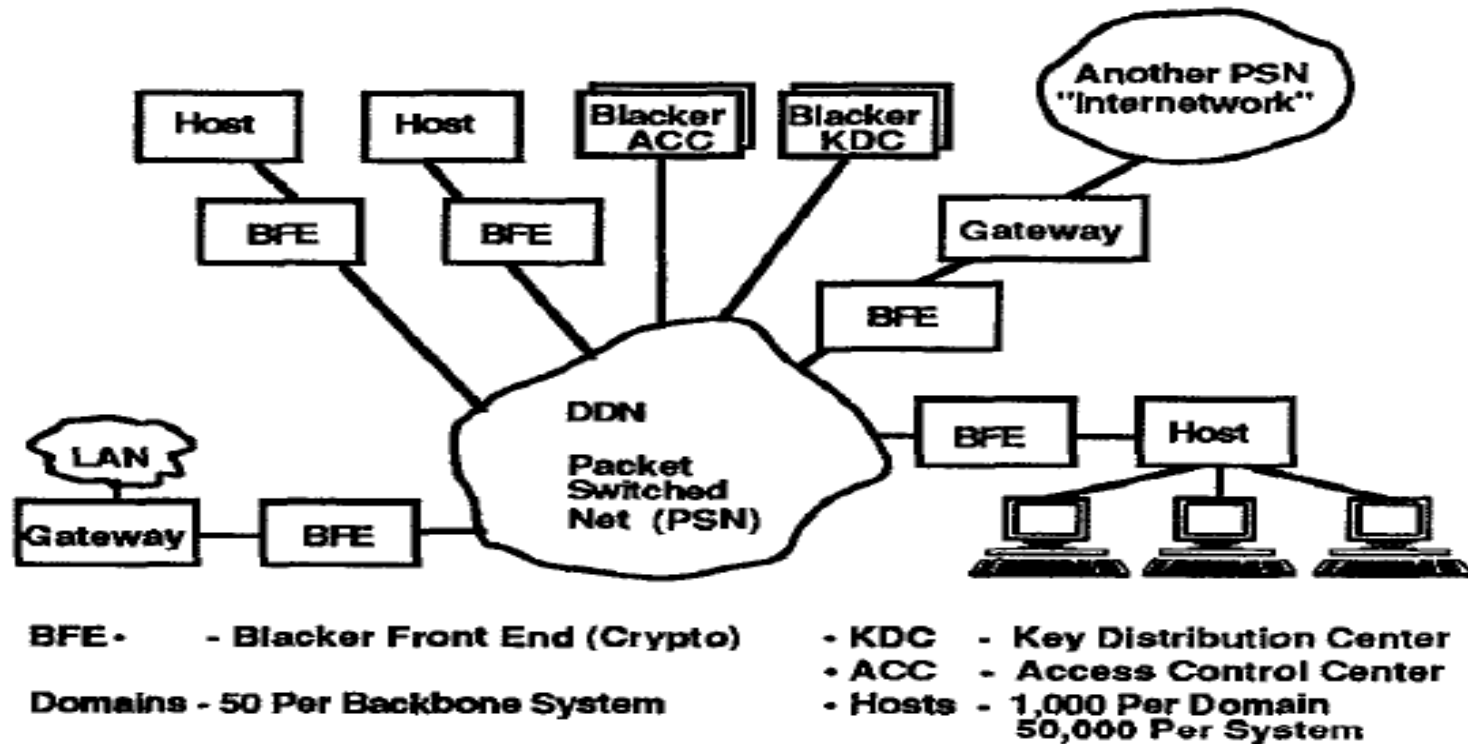 Host
Host
Blacker
ACC
Blacker
KDC
Another PSN
"Internetwork"
BFE
BFE
Gateway
BFE
DDN
Packet
Switched
Net (PSN)
BFE
Host
LAN
Gateway
BFE
BFE • - Blacker Front End (Crypto)
Domains - 50 Per Backbone System
• KDC - Key Distribution Center
• ACC - Access Control Center
• Hosts - 1,000 Per Domain
50,000 Per System